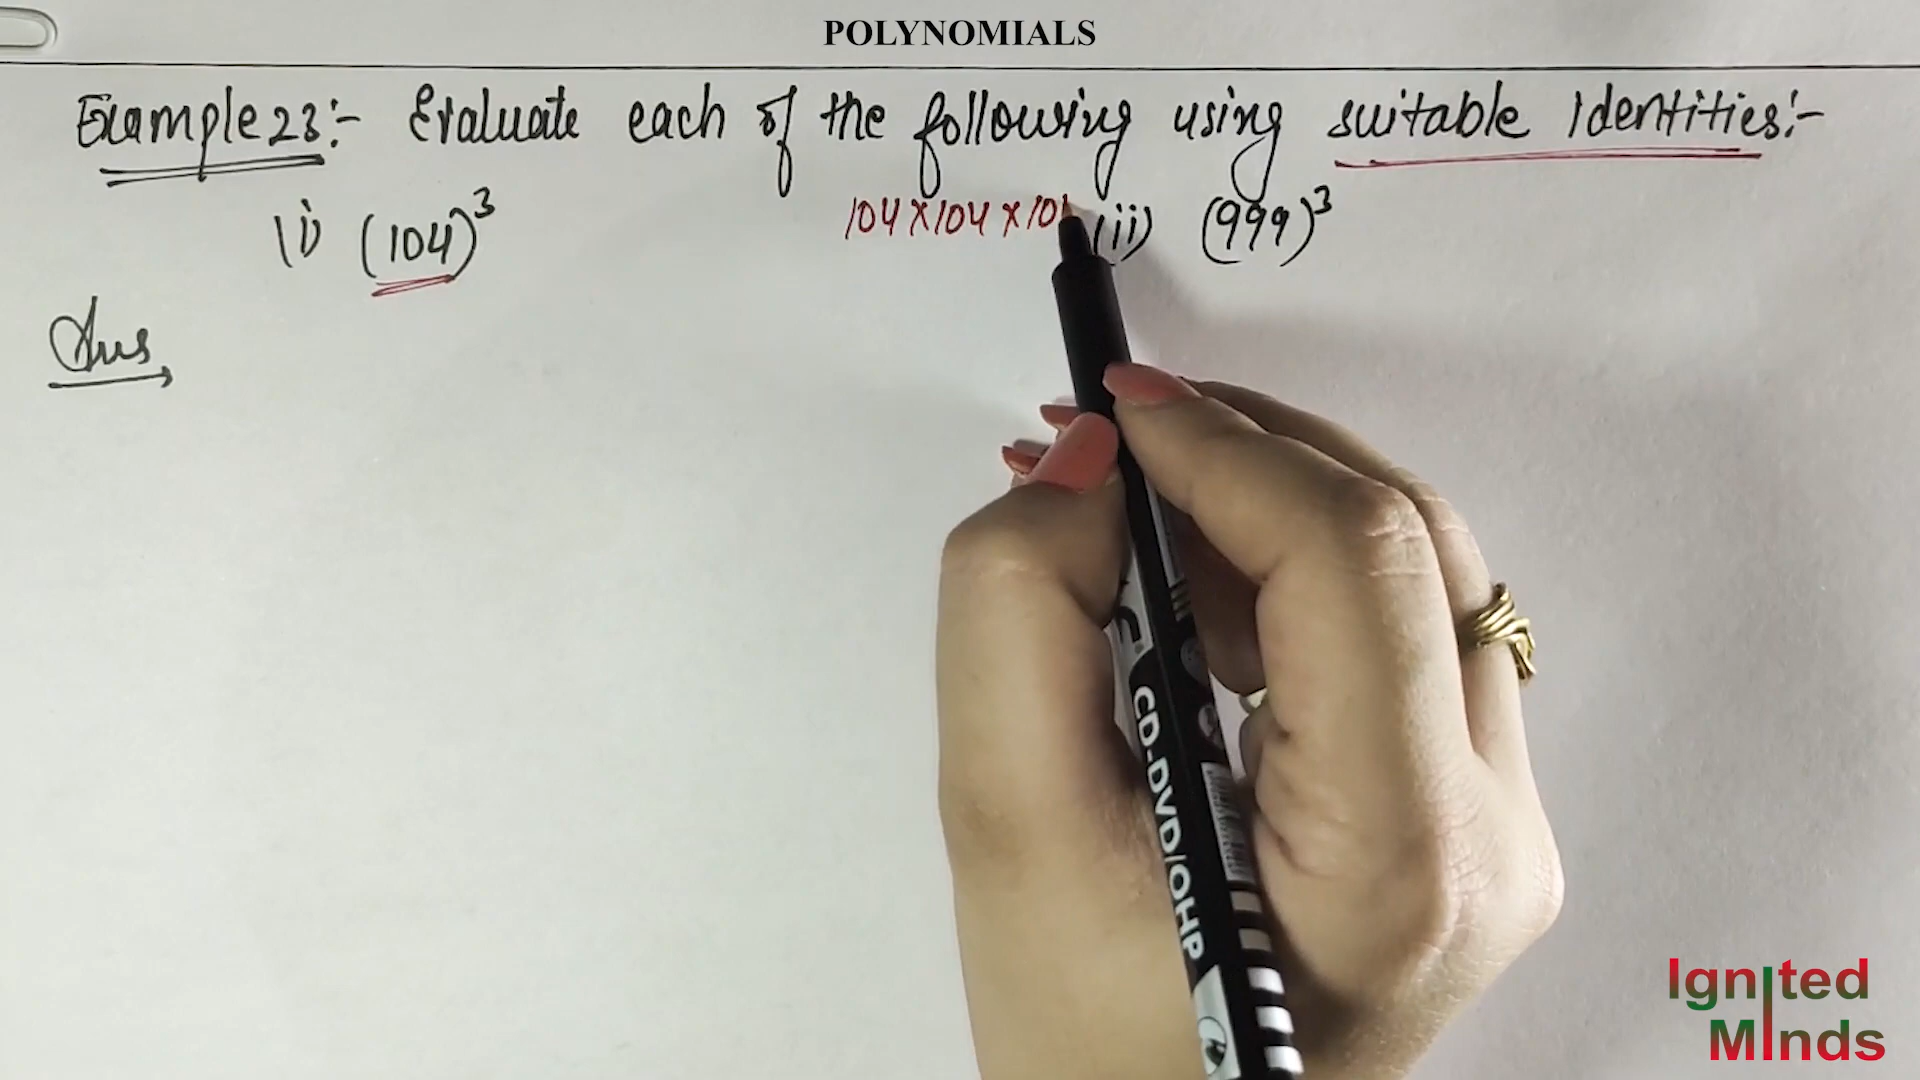 POLYNOMIALS
Example 23:- Evaluate each of the following using suitable Identities:-
(i) (104)³ 104×104×10 (ii) (999)³
Ans
CD-DVD/OHP
Ignited
Minds